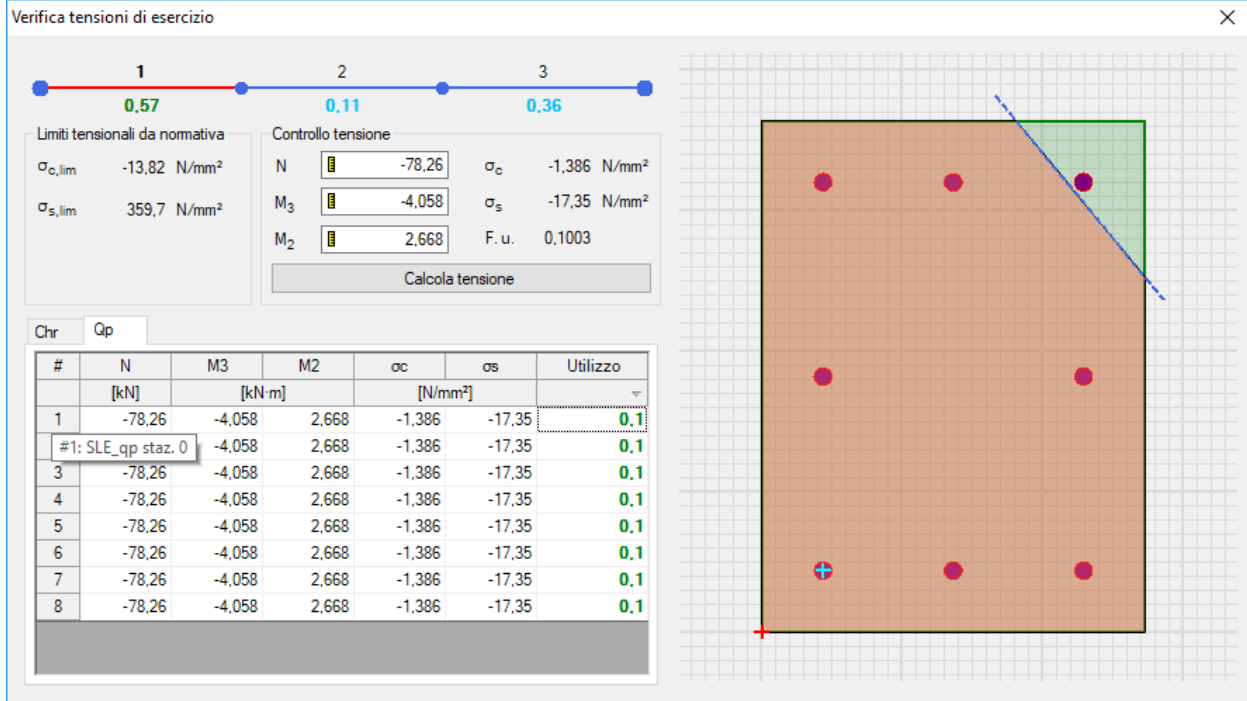 Verifica tensioni di esercizio
1 2 3
0,57 0,11 0,36
Limiti tensionali da normativa
σc,lim -13,82 N/mm²
σs,lim 359,7 N/mm²
Controllo tensione
N -78,26 σc -1,386 N/mm²
M3 -4,058 σs -17,35 N/mm²
M2 2,668 F. u. 0,1003
Calcola tensione
Chr Qp
# N M3 M2 σc σs Utilizzo
[kN] [kN·m] [N/mm²]
1 -78,26 -4,058 2,668 -1,386 -17,35 0,1
#1: SLE_qp staz. 0 -4,058 2,668 -1,386 -17,35 0,1
3 -78,26 -4,058 2,668 -1,386 -17,35 0,1
4 -78,26 -4,058 2,668 -1,386 -17,35 0,1
5 -78,26 -4,058 2,668 -1,386 -17,35 0,1
6 -78,26 -4,058 2,668 -1,386 -17,35 0,1
7 -78,26 -4,058 2,668 -1,386 -17,35 0,1
8 -78,26 -4,058 2,668 -1,386 -17,35 0,1